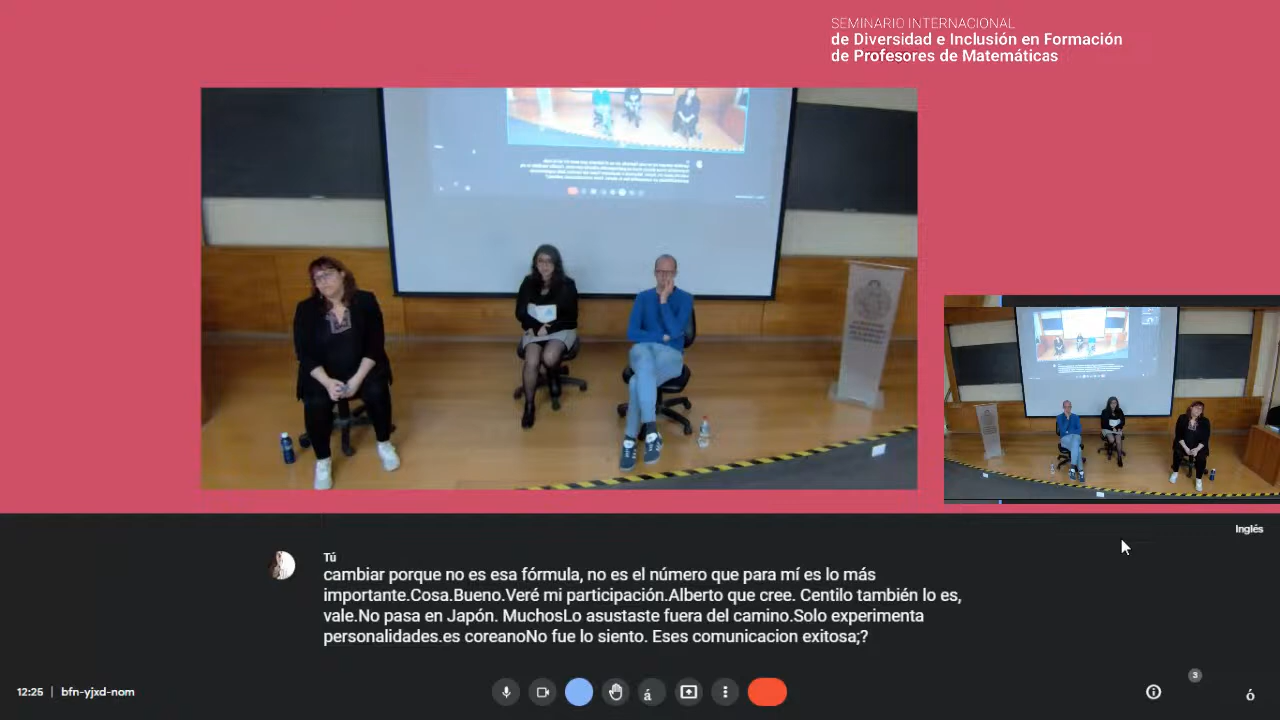 SEMINARIO INTERNACIONAL
de Diversidad e Inclusión en Formación
de Profesores de Matemáticas
Inglés
Tú
cambiar porque no es esa fórmula, no es el número que para mí es lo más
importante.Cosa.Bueno.Veré mi participación.Alberto que cree. Centilo también lo es,
vale.No pasa en Japón. MuchosLo asustaste fuera del camino.Solo experimenta
personalidades.es coreanoNo fue lo siento. Eses comunicacion exitosa;?
3
12:25 | bfn-yjxd-nom
á
ó